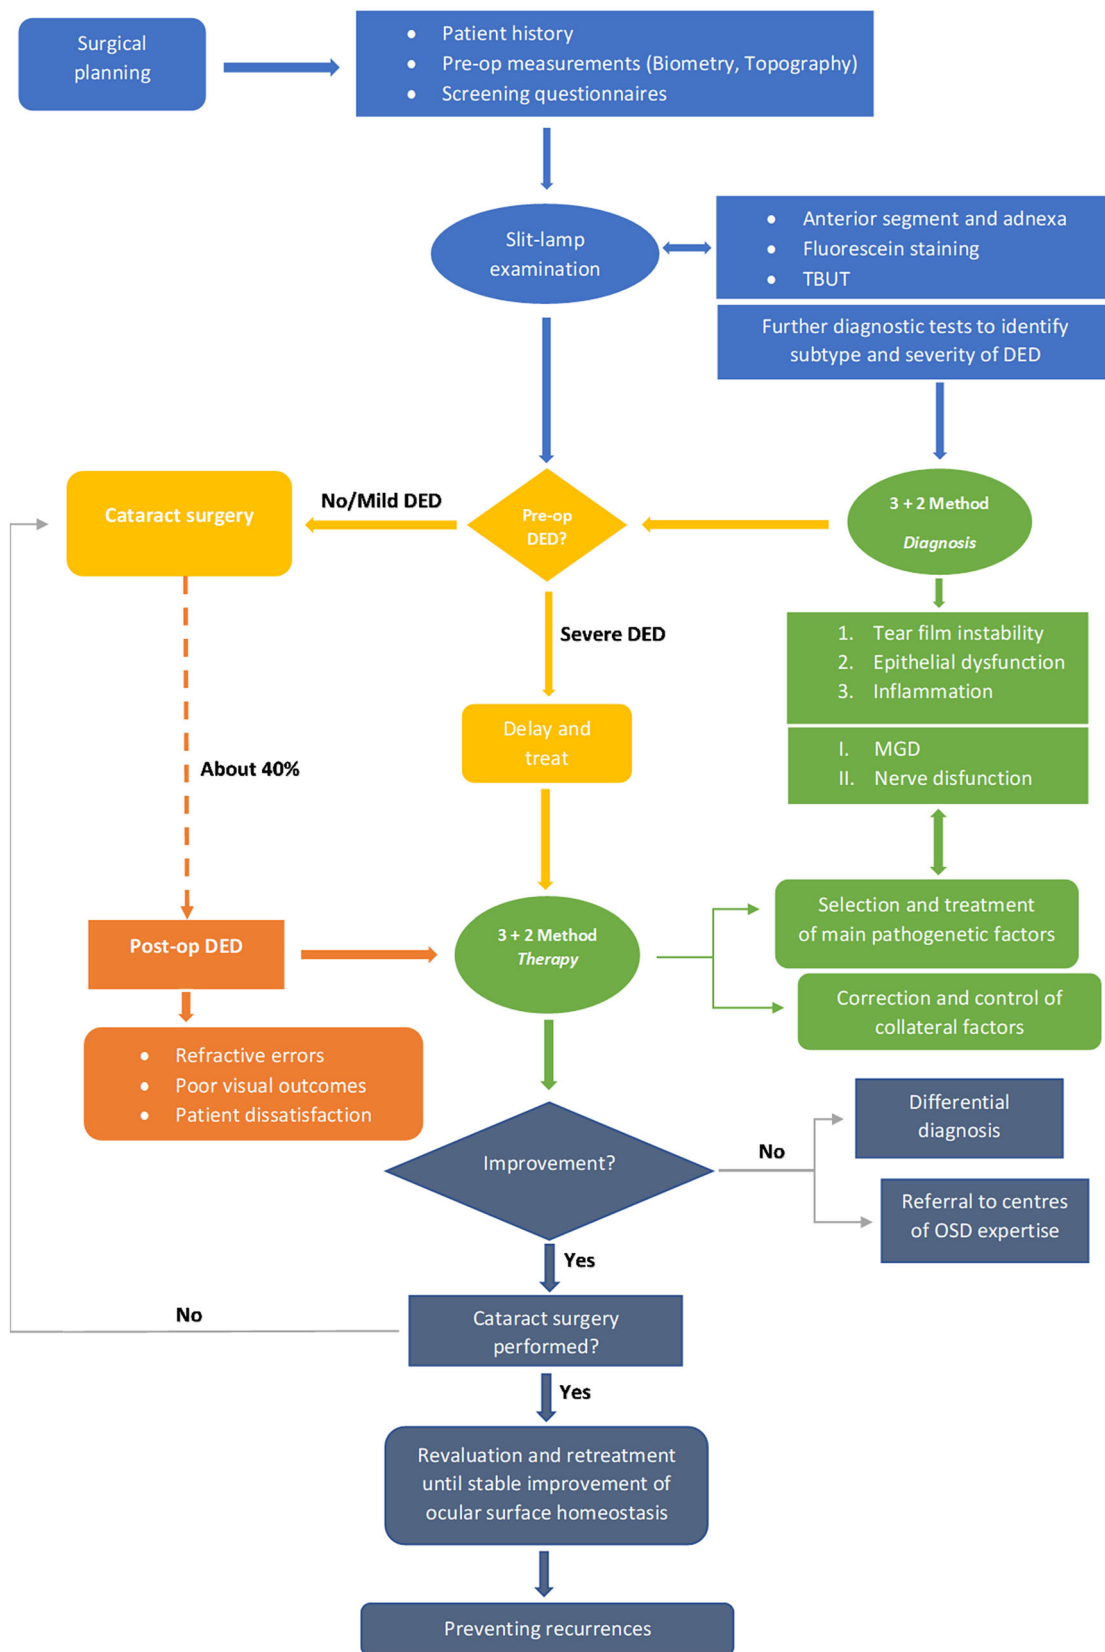 Surgical
planning
• Patient history
• Pre-op measurements (Biometry, Topography)
• Screening questionnaires
Slit-lamp
examination
• Anterior segment and adnexa
• Fluorescein staining
• TBUT
Further diagnostic tests to identify
subtype and severity of DED
Cataract surgery
No/Mild DED
Pre-op
DED?
3 + 2 Method
Diagnosis
Severe DED
1. Tear film instability
2. Epithelial dysfunction
3. Inflammation
I. MGD
II. Nerve disfunction
Delay and
treat
About 40%
Post-op DED
3 + 2 Method
Therapy
Selection and treatment
of main pathogenetic factors
Correction and control of
collateral factors
• Refractive errors
• Poor visual outcomes
• Patient dissatisfaction
Improvement?
No
Differential
diagnosis
Referral to centres
of OSD expertise
Yes
No
Cataract surgery
performed?
Yes
Revaluation and retreatment
until stable improvement of
ocular surface homeostasis
Preventing recurrences